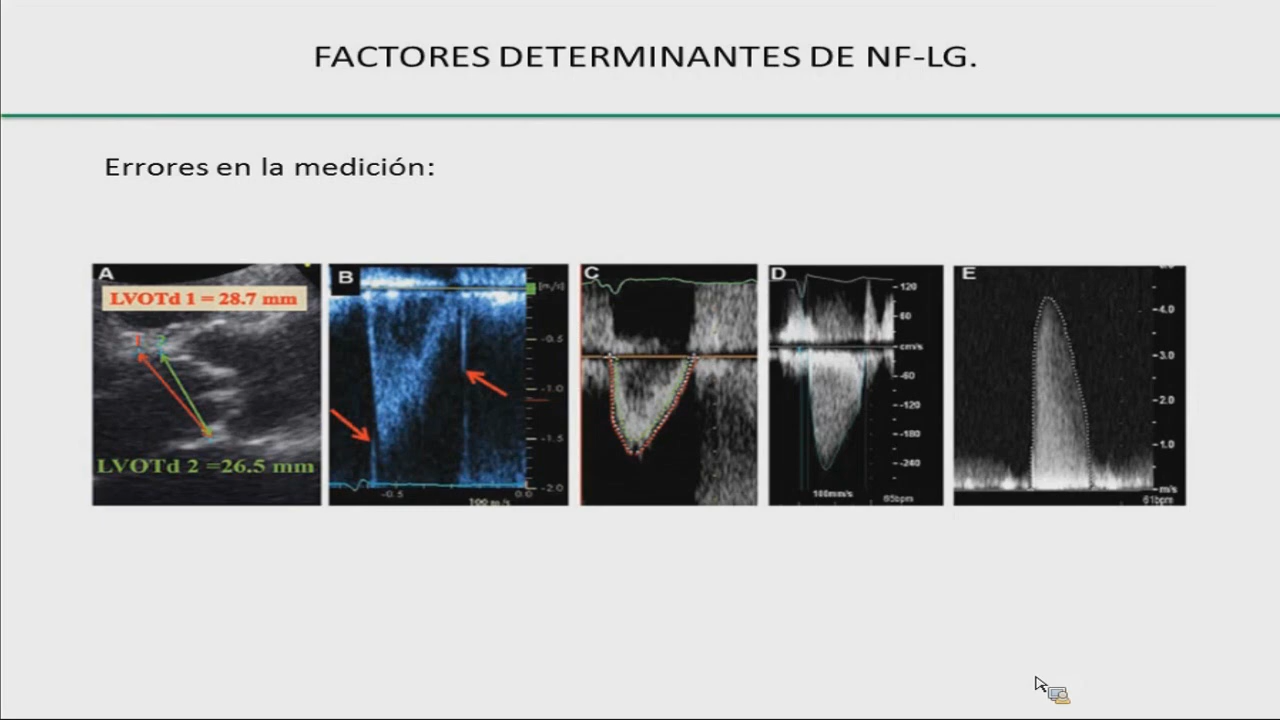 FACTORES DETERMINANTES DE NF-LG.
Errores en la medición:
A
LVOTd 1 = 28.7 mm
1 2
LVOTd 2 =26.5 mm
B
[m/s]
-0.5
-1.0
-1.5
-2.0
-0.5
0.0
C
D
120
60
cm/s
-60
-120
-180
-240
100mm/s
65bpm
E
4.0
3.0
2.0
1.0
m/s
61bpm